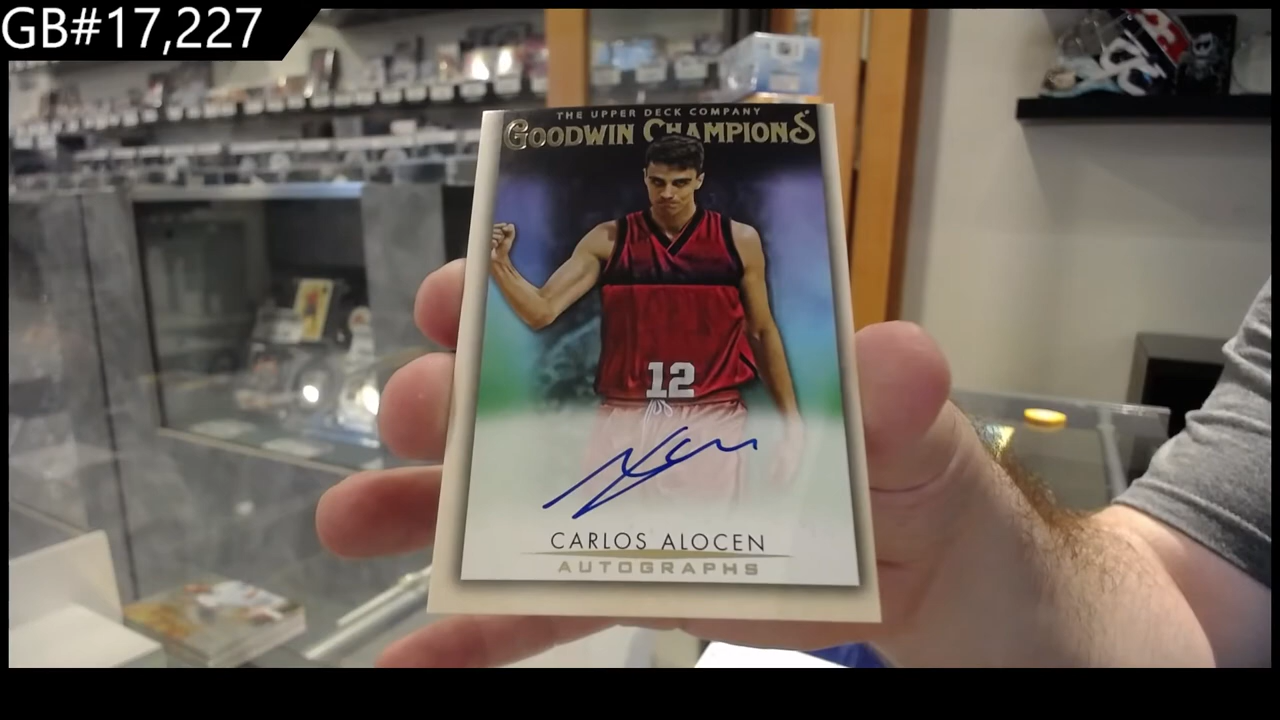 GB#17,227
THE UPPER DECK COMPANY
GOODWIN CHAMPIONS
12
CARLOS ALOCEN
AUTOGRAPHS